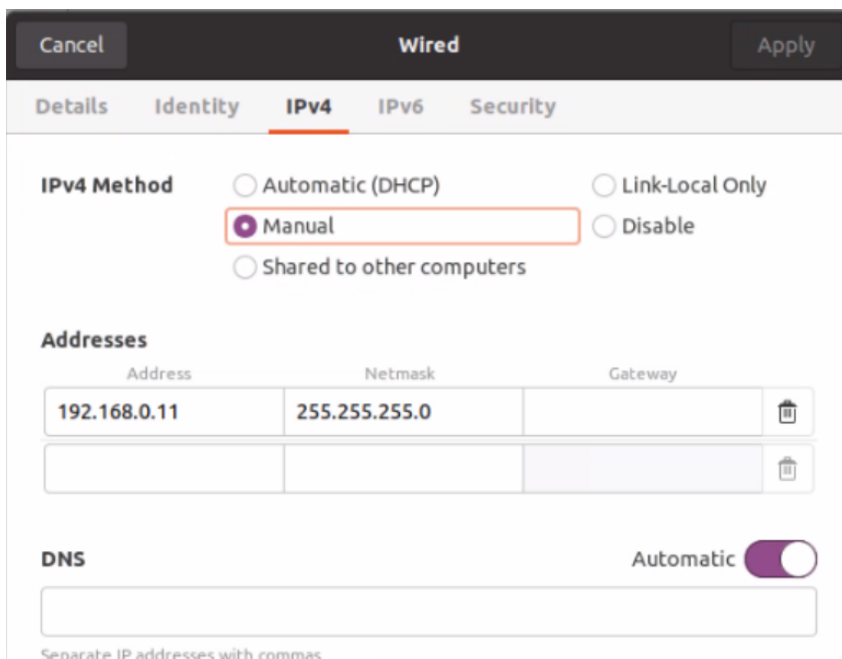 Cancel Wired Apply
Details Identity IPv4 IPv6 Security
IPv4 Method Automatic (DHCP) Link-Local Only
Manual Disable
Shared to other computers
Addresses
Address Netmask Gateway
192.168.0.11 255.255.255.0
DNS Automatic
Separate IP addresses with commas